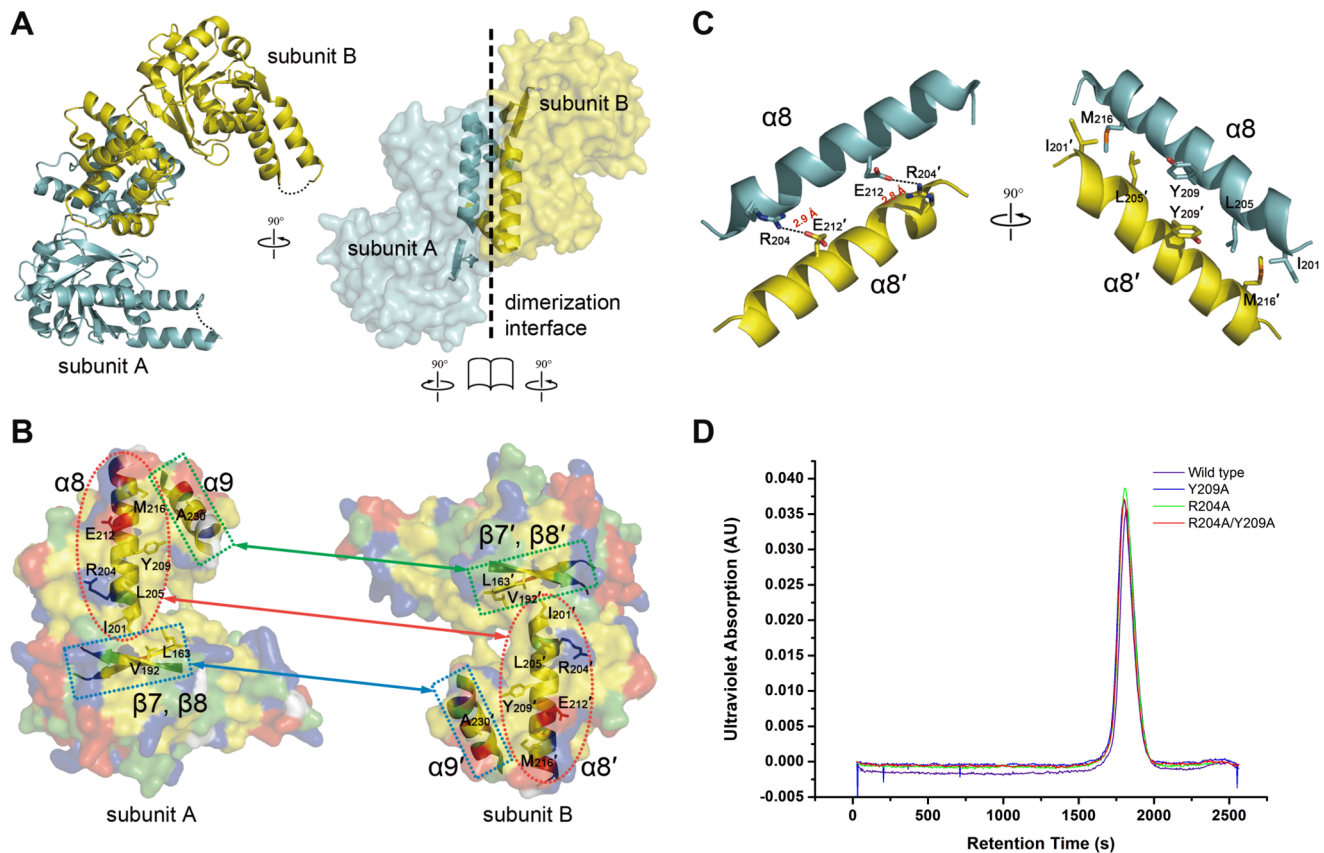 A
subunit B
subunit A
90°
subunit B
subunit A
dimerization
interface
90°
90°
B
α8
α9
M216
A230
E212
Y209
R204
L205
I201
L163
V192
β7, β8
subunit A
β7′, β8′
L163′
V192′
I201′
L205′
R204′
Y209′
E212′
A230′
M216′
α9′
α8′
subunit B
C
α8
E212
R204′
2.8 Å
2.9 Å
R204
E212′
α8′
90°
M216
α8
I201′
Y209
L205′
L205
Y209′
I201
M216′
α8′
D
Wild type
Y209A
R204A
R204A/Y209A
Ultraviolet Absorption (AU)
0.040
0.035
0.030
0.025
0.020
0.015
0.010
0.005
0.000
-0.005
0 500 1000 1500 2000 2500
Retention Time (s)